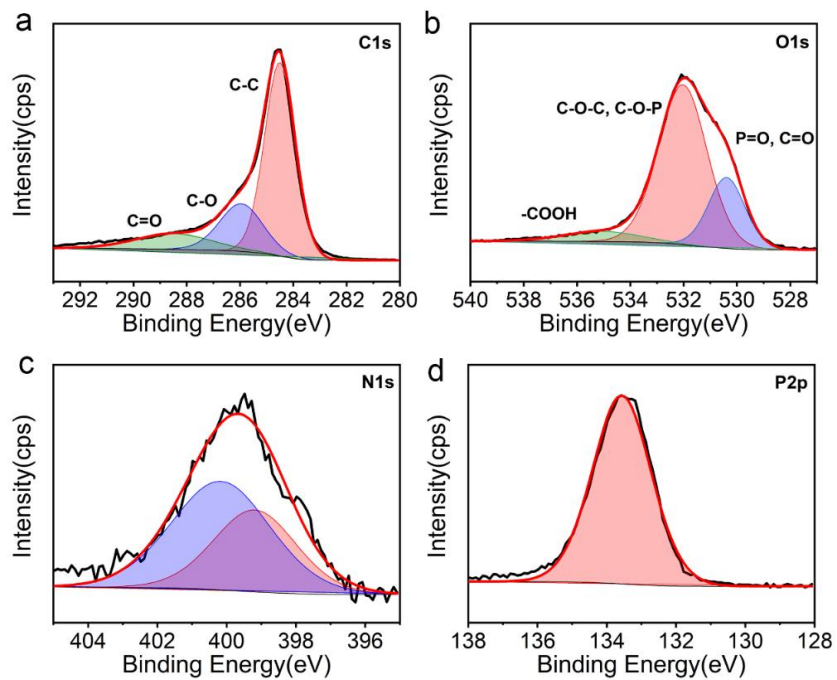 a
C1s
C-C
C-O
C=O
Intensity(cps)
292 290 288 286 284 282 280
Binding Energy(eV)
b
O1s
C-O-C, C-O-P
P=O, C=O
-COOH
Intensity(cps)
540 538 536 534 532 530 528
Binding Energy(eV)
c
N1s
Intensity(cps)
404 402 400 398 396
Binding Energy(eV)
d
P2p
Intensity(cps)
138 136 134 132 130 128
Binding Energy(eV)